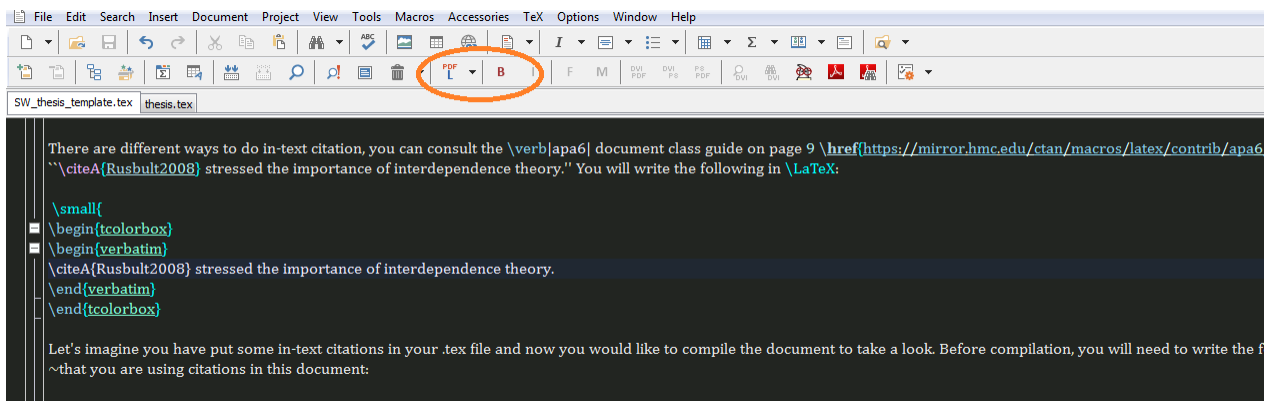 File Edit Search Insert Document Project View Tools Macros Accessories TeX Options Window Help
ABC I Σ
Σ PDF L B I F M DVI PDF DVI PS PS PDF DVI DVI
SW_thesis_template.tex thesis.tex
There are different ways to do in-text citation, you can consult the \verb|apa6| document class guide on page 9 \href{https://mirror.hmc.edu/ctan/macros/latex/contrib/apa6
``\citeA{Rusbult2008} stressed the importance of interdependence theory.'' You will write the following in \LaTeX:
\small{
\begin{tcolorbox}
\begin{verbatim}
\citeA{Rusbult2008} stressed the importance of interdependence theory.
\end{verbatim}
\end{tcolorbox}
Let's imagine you have put some in-text citations in your .tex file and now you would like to compile the document to take a look. Before compilation, you will need to write the f
~that you are using citations in this document: